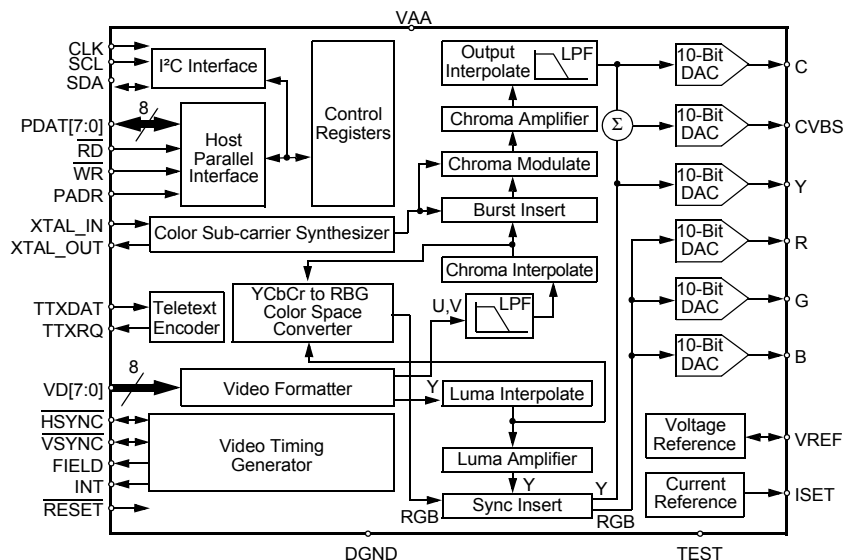 VAA
CLK
SCL
SDA
I²C Interface
8
PDAT[7:0]
RD
WR
PADR
Host
Parallel
Interface
Control
Registers
XTAL_IN
XTAL_OUT
Color Sub-carrier Synthesizer
TTXDAT
TTXRQ
Teletext
Encoder
YCbCr to RBG
Color Space
Converter
U,V
LPF
8
VD[7:0]
Video Formatter
Y
HSYNC
VSYNC
FIELD
INT
RESET
Video Timing
Generator
Output
Interpolate
LPF
Chroma Amplifier
Chroma Modulate
Burst Insert
Chroma Interpolate
Luma Interpolate
Luma Amplifier
Y
Sync Insert
RGB
Y
RGB
Σ
10-Bit
DAC
C
10-Bit
DAC
CVBS
10-Bit
DAC
Y
10-Bit
DAC
R
10-Bit
DAC
G
10-Bit
DAC
B
Voltage
Reference
VREF
Current
Reference
ISET
DGND
TEST